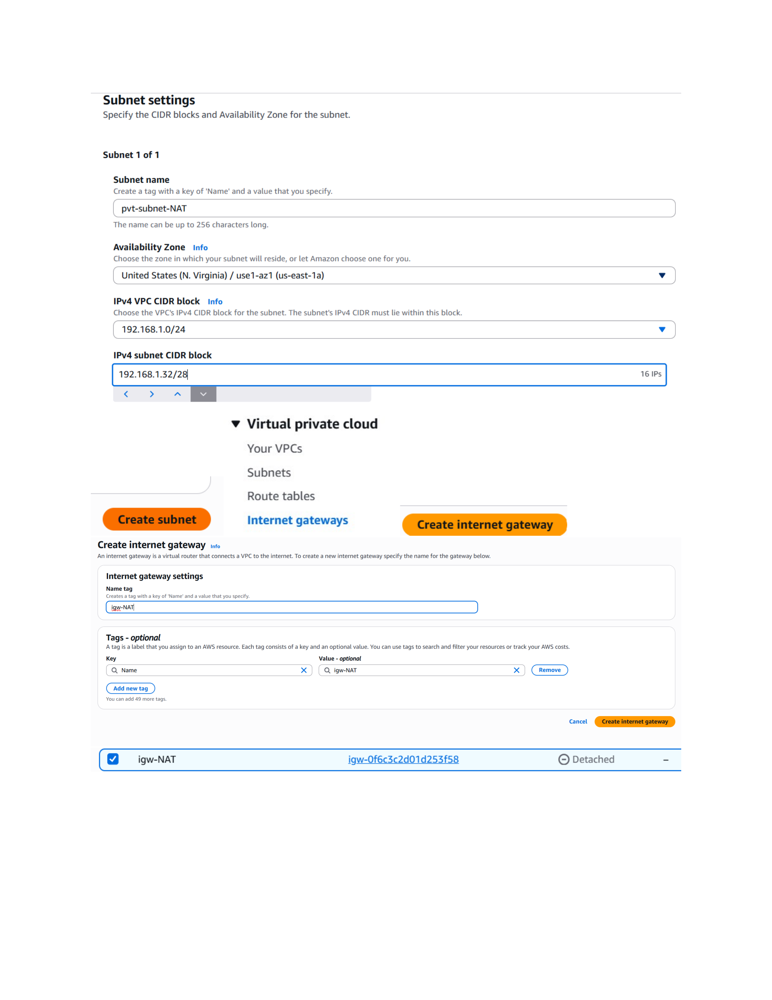 Subnet settings
Specify the CIDR blocks and Availability Zone for the subnet.
Subnet 1 of 1
Subnet name
Create a tag with a key of 'Name' and a value that you specify.
pvt-subnet-NAT
The name can be up to 256 characters long.
Availability Zone Info
Choose the zone in which your subnet will reside, or let Amazon choose one for you.
United States (N. Virginia) / use1-az1 (us-east-1a)
IPv4 VPC CIDR block Info
Choose the VPC's IPv4 CIDR block for the subnet. The subnet's IPv4 CIDR must lie within this block.
192.168.1.0/24
IPv4 subnet CIDR block
192.168.1.32/28 16 IPs
Virtual private cloud
Your VPCs
Subnets
Route tables
Create subnet
Internet gateways
Create internet gateway
Create internet gateway Info
An internet gateway is a virtual router that connects a VPC to the internet. To create a new internet gateway specify the name for the gateway below.
Internet gateway settings
Name tag
Creates a tag with a key of 'Name' and a value that you specify.
igw-NAT
Tags - optional
A tag is a label that you assign to an AWS resource. Each tag consists of a key and an optional value. You can use tags to search and filter your resources or track your AWS costs.
Key Value - optional
Name igw-NAT Remove
Add new tag
You can add 49 more tags.
Cancel Create internet gateway
igw-NAT igw-0f6c3c2d01d253f58 Detached –